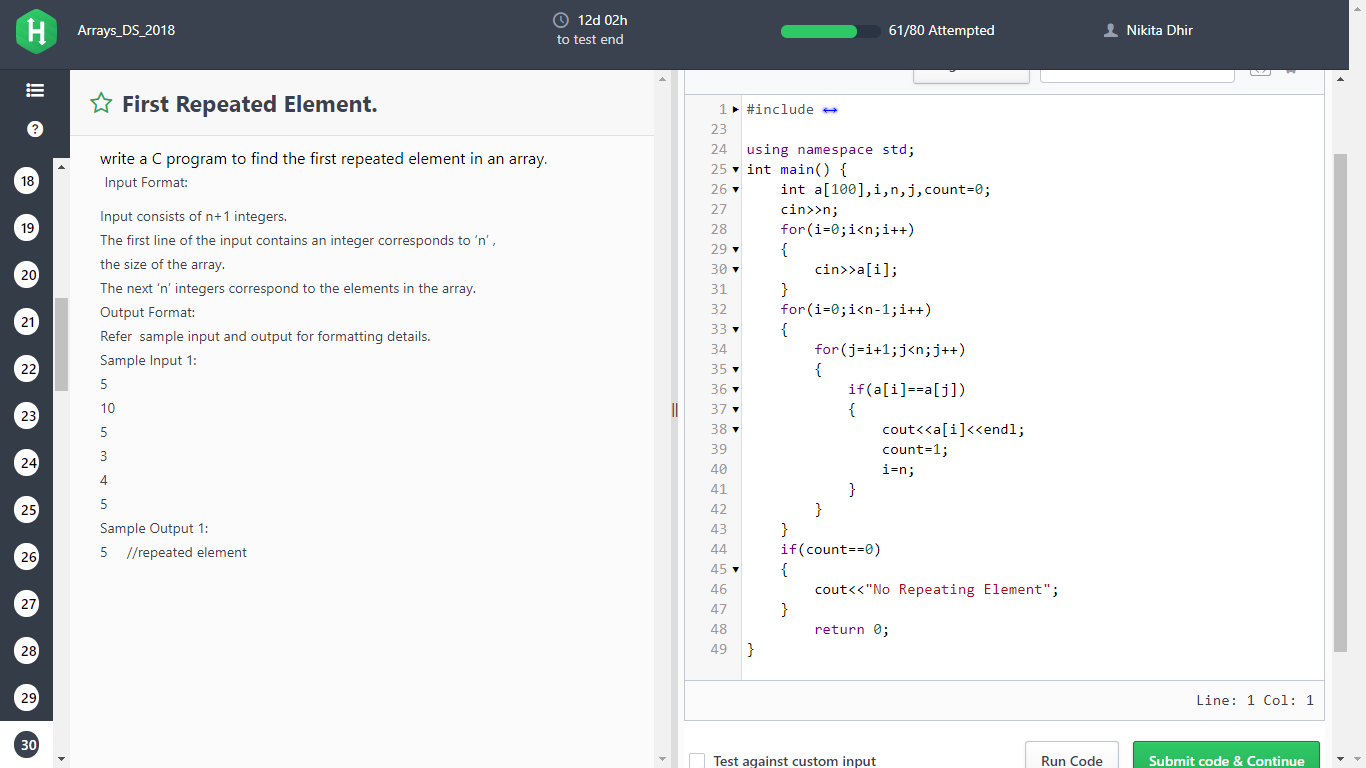 Arrays_DS_2018
12d 02h
to test end
61/80 Attempted
Nikita Dhir
?
18
19
20
21
22
23
24
25
26
27
28
29
30
First Repeated Element.
write a C program to find the first repeated element in an array.
Input Format:
Input consists of n+1 integers.
The first line of the input contains an integer corresponds to ‘n’ ,
the size of the array.
The next ‘n’ integers correspond to the elements in the array.
Output Format:
Refer sample input and output for formatting details.
Sample Input 1:
5
10
5
3
4
5
Sample Output 1:
5 //repeated element
1 #include
23
24 using namespace std;
25 int main() {
26 int a[100],i,n,j,count=0;
27 cin>>n;
28 for(i=0;i<n;i++)
29 {
30 cin>>a[i];
31 }
32 for(i=0;i<n-1;i++)
33 {
34 for(j=i+1;j<n;j++)
35 {
36 if(a[i]==a[j])
37 {
38 cout<<a[i]<<endl;
39 count=1;
40 i=n;
41 }
42 }
43 }
44 if(count==0)
45 {
46 cout<<"No Repeating Element";
47 }
48 return 0;
49 }
Line: 1 Col: 1
Test against custom input
Run Code
Submit code & Continue